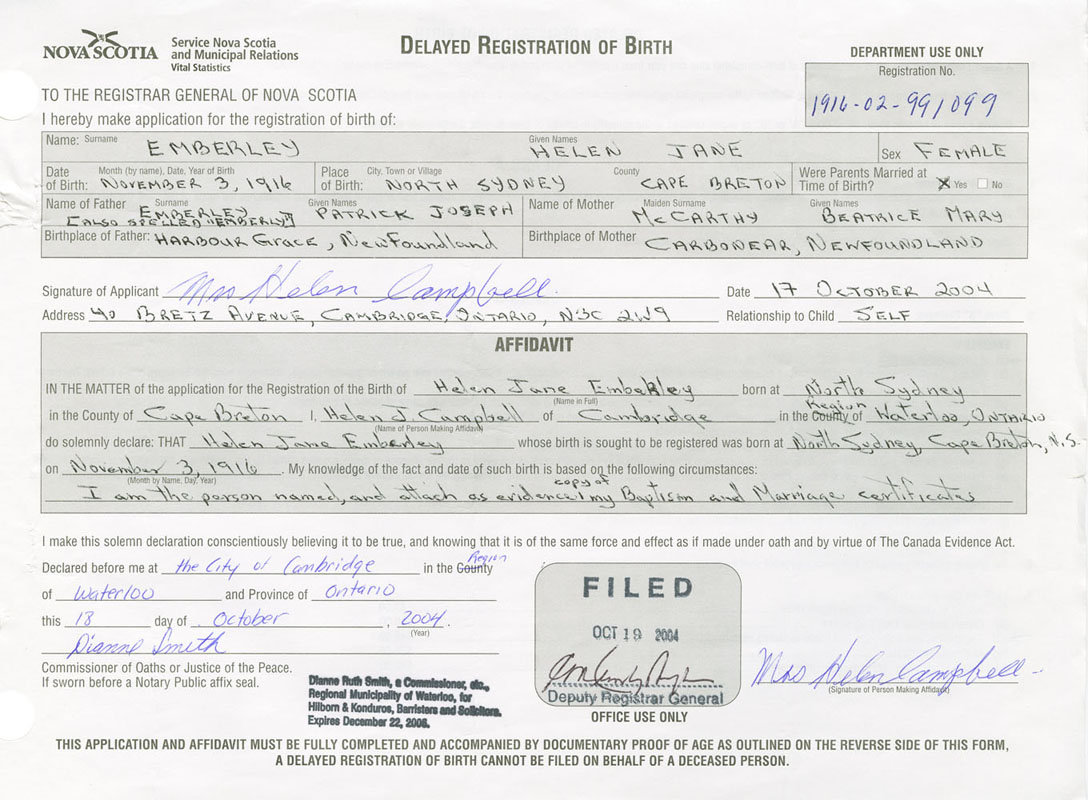 NOVA SCOTIA
Service Nova Scotia
and Municipal Relations
Vital Statistics
DELAYED REGISTRATION OF BIRTH
DEPARTMENT USE ONLY
Registration No.
1916-02-991099
TO THE REGISTRAR GENERAL OF NOVA SCOTIA
I hereby make application for the registration of birth of:
Name: Surname EMBERLEY Given Names HELEN JANE Sex FEMALE
Date of Birth: Month (by name), Date, Year of Birth NOVEMBER 3, 1916 Place of Birth: City, Town or Village NORTH SYDNEY County CAPE BRETON Were Parents Married at Time of Birth? X Yes No
Name of Father Surname EMBERLEY [ALSO SPELLED "EMBERLY"] Given Names PATRICK JOSEPH Name of Mother Maiden Surname McCARTHY Given Names BEATRICE MARY
Birthplace of Father: HARBOUR GRACE, NEWFOUNDLAND Birthplace of Mother CARBONEAR, NEWFOUNDLAND
Signature of Applicant Mrs Helen Campbell. Date 17 OCTOBER 2004
Address 40 BRETZ AVENUE, CAMBRIDGE, ONTARIO, N3C 2W9 Relationship to Child SELF
AFFIDAVIT
IN THE MATTER of the application for the Registration of the Birth of Helen Jane Emberley born at North Sydney
(Name in Full)
in the County of Cape Breton I, Helen J. Campbell of Cambridge in the County Region of Waterloo, ONTARIO
(Name of Person Making Affidavit)
do solemnly declare: THAT Helen Jane Emberley whose birth is sought to be registered was born at North Sydney, Cape Breton, N.S.
on November 3, 1916. My knowledge of the fact and date of such birth is based on the following circumstances:
(Month by Name, Day, Year)
I am the person named, and attach as evidence copy of my Baptism and Marriage certificates
I make this solemn declaration conscientiously believing it to be true, and knowing that it is of the same force and effect as if made under oath and by virtue of The Canada Evidence Act.
Declared before me at the City of Cambridge in the County Region
of Waterloo and Province of Ontario
this 18 day of October, 2004.
(Year)
Dianne Smith
Commissioner of Oaths or Justice of the Peace.
If sworn before a Notary Public affix seal.
Dianne Ruth Smith, a Commissioner, etc.,
Regional Municipality of Waterloo, for
Hilborn & Konduros, Barristers and Solicitors.
Expires December 22, 2006.
FILED
OCT 19 2004
Deputy Registrar General
OFFICE USE ONLY
Mrs Helen Campbell
(Signature of Person Making Affidavit)
THIS APPLICATION AND AFFIDAVIT MUST BE FULLY COMPLETED AND ACCOMPANIED BY DOCUMENTARY PROOF OF AGE AS OUTLINED ON THE REVERSE SIDE OF THIS FORM,
A DELAYED REGISTRATION OF BIRTH CANNOT BE FILED ON BEHALF OF A DECEASED PERSON.